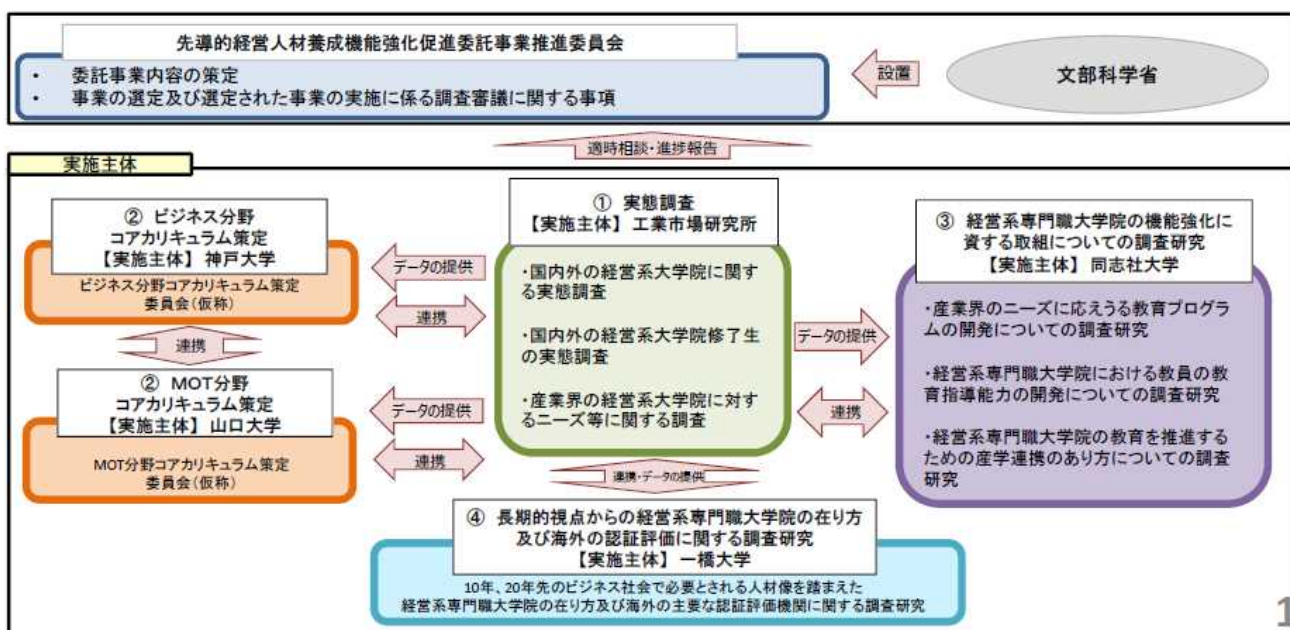 先導的経営人材養成機能強化促進委託事業推進委員会
・ 委託事業内容の策定
・ 事業の選定及び選定された事業の実施に係る調査審議に関する事項
設置
文部科学省
適時相談・進捗報告
実施主体
② ビジネス分野
コアカリキュラム策定
【実施主体】神戸大学
ビジネス分野コアカリキュラム策定
委員会(仮称)
連携
② MOT分野
コアカリキュラム策定
【実施主体】山口大学
MOT分野コアカリキュラム策定
委員会(仮称)
データの提供
連携
データの提供
連携
① 実態調査
【実施主体】工業市場研究所
・国内外の経営系大学院に関す
る実態調査
・国内外の経営系大学院修了生
の実態調査
・産業界の経営系大学院に対す
るニーズ等に関する調査
データの提供
連携
③ 経営系専門職大学院の機能強化に
資する取組についての調査研究
【実施主体】同志社大学
・産業界のニーズに応えうる教育プログラ
ムの開発についての調査研究
・経営系専門職大学院における教員の教
育指導能力の開発についての調査研究
・経営系専門職大学院の教育を推進する
ための産学連携のあり方についての調査
研究
連携・データの提供
④ 長期的視点からの経営系専門職大学院の在り方
及び海外の認証評価に関する調査研究
【実施主体】一橋大学
10年、20年先のビジネス社会で必要とされる人材像を踏まえた
経営系専門職大学院の在り方及び海外の主要な認証評価機関に関する調査研究
1